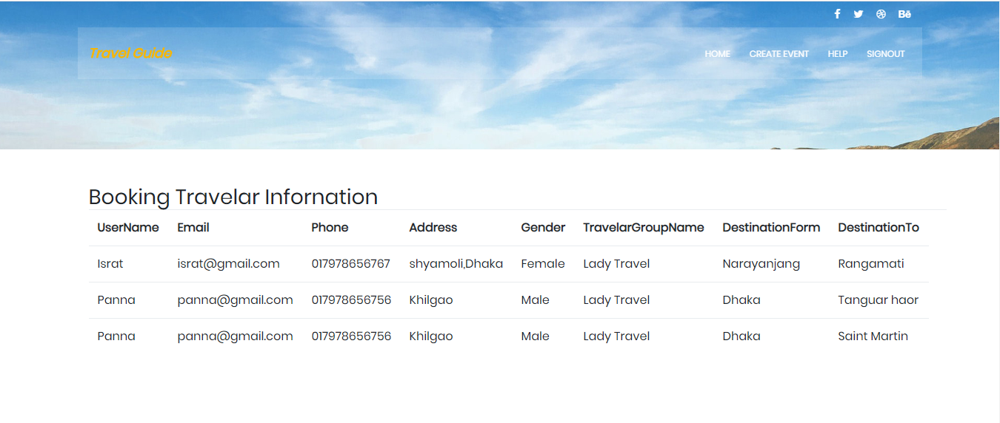 Travel Guide
HOME CREATE EVENT HELP SIGNOUT
Booking Travelar Infornation
UserName Email Phone Address Gender TravelarGroupName DestinationForm DestinationTo
Israt israt@gmail.com 017978656767 shyamoli,Dhaka Female Lady Travel Narayanjang Rangamati
Panna panna@gmail.com 017978656756 Khilgao Male Lady Travel Dhaka Tanguar haor
Panna panna@gmail.com 017978656756 Khilgao Male Lady Travel Dhaka Saint Martin